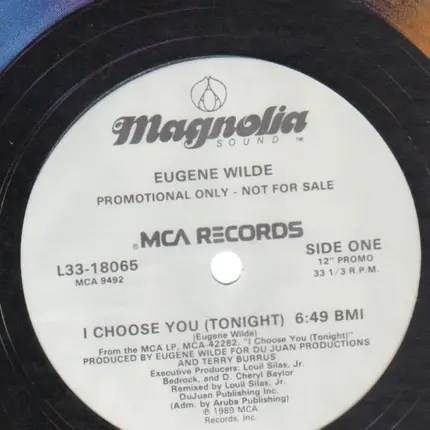 Magnolia
SOUND ™
EUGENE WILDE
PROMOTIONAL ONLY - NOT FOR SALE
®MCA RECORDS
L33-18065
MCA 9492
SIDE ONE
12" PROMO
33 1/3 R.P.M.
I CHOOSE YOU (TONIGHT) 6:49 BMI
(Eugene Wilde)
From the MCA LP, MCA-42282, "I Choose You (Tonight)"
PRODUCED BY EUGENE WILDE FOR DU JUAN PRODUCTIONS
AND TERRY BURRUS
Executive Producers: Louil Silas, Jr.
Bedrock, and D. Cheryl Baylor
Remixed by Louil Silas, Jr.
DuJuan Publishing Inc.
(Adm. by Aruba Publishing)
℗ 1989 MCA
Records, Inc.